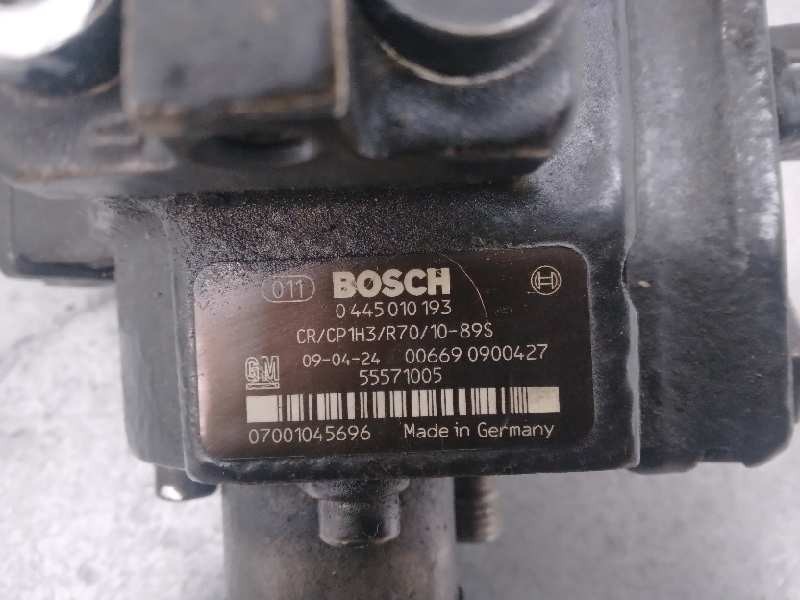 011 BOSCH
0 445 010 193
CR/CP1H3/R70/10-89S
GM 09-04-24 00669 0900427
55571005
07001045696 Made in Germany